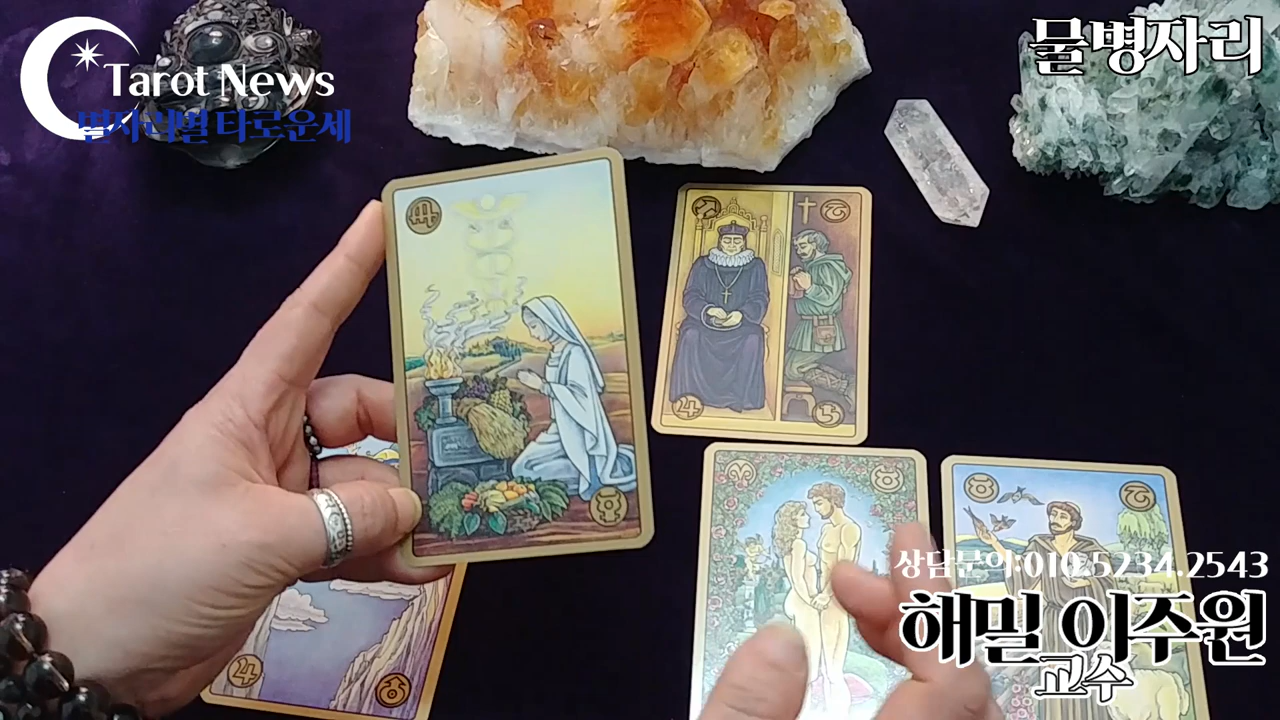 Tarot News
별자리별 타로운세
물병자리
상담문의:010.5234.2543
해밀 이주원
교수